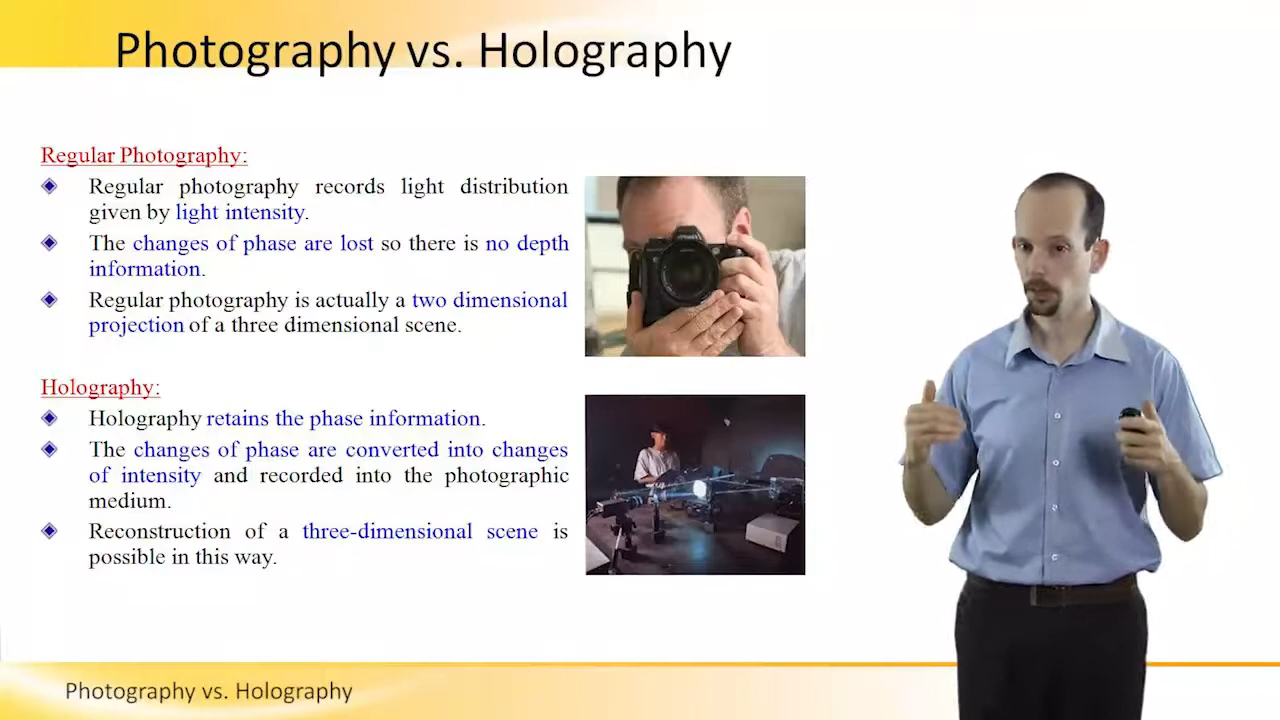 Photography vs. Holography
Regular Photography:
Regular photography records light distribution
given by light intensity.
The changes of phase are lost so there is no depth
information.
Regular photography is actually a two dimensional
projection of a three dimensional scene.
Holography:
Holography retains the phase information.
The changes of phase are converted into changes
of intensity and recorded into the photographic
medium.
Reconstruction of a three-dimensional scene is
possible in this way.
Photography vs. Holography